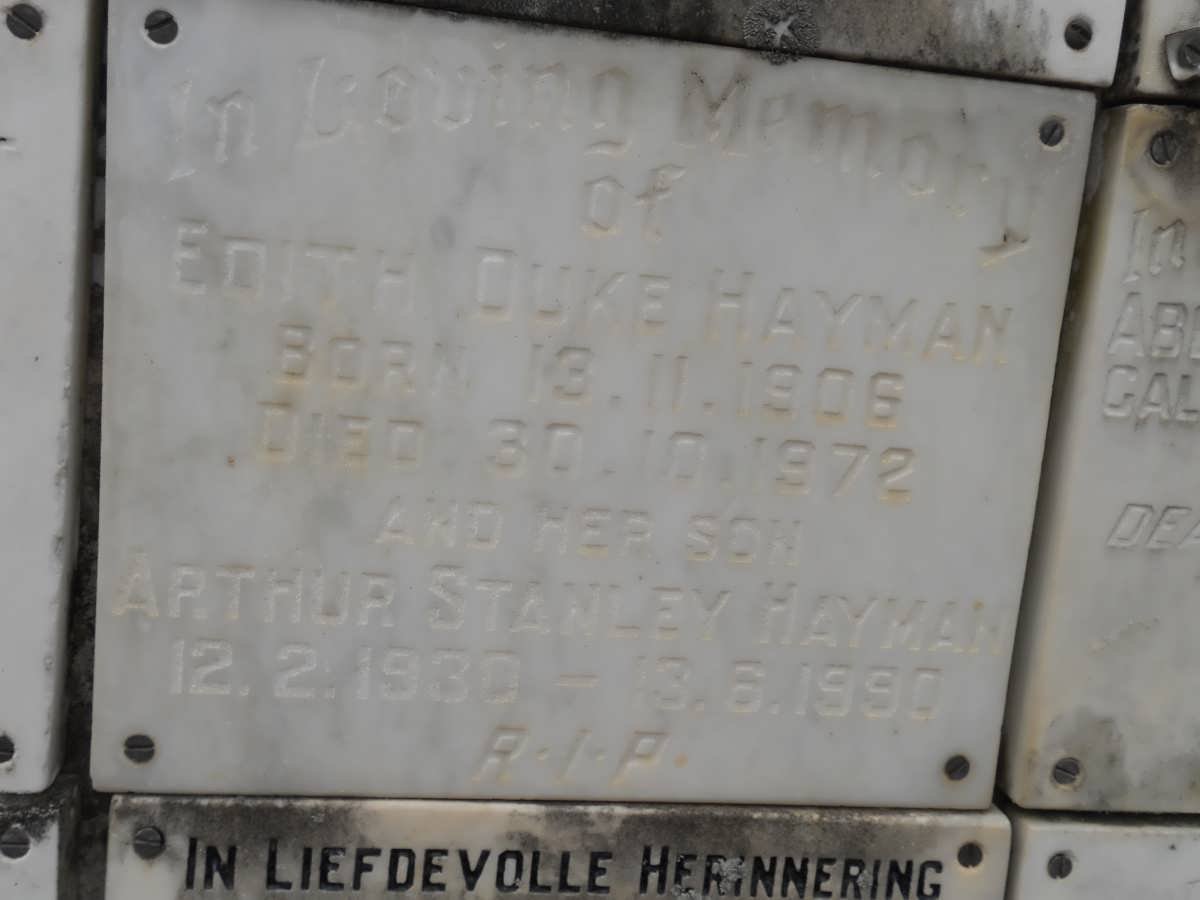 In Loving Memory
of
EDITH DUKE HAYMAN
BORN 13.11.1906
DIED 30.10.1972
AND HER SON
ARTHUR STANLEY HAYMAN
12.2.1930 - 13.6.1990
R.I.P.
IN LIEFDEVOLLE HERINNERING
In